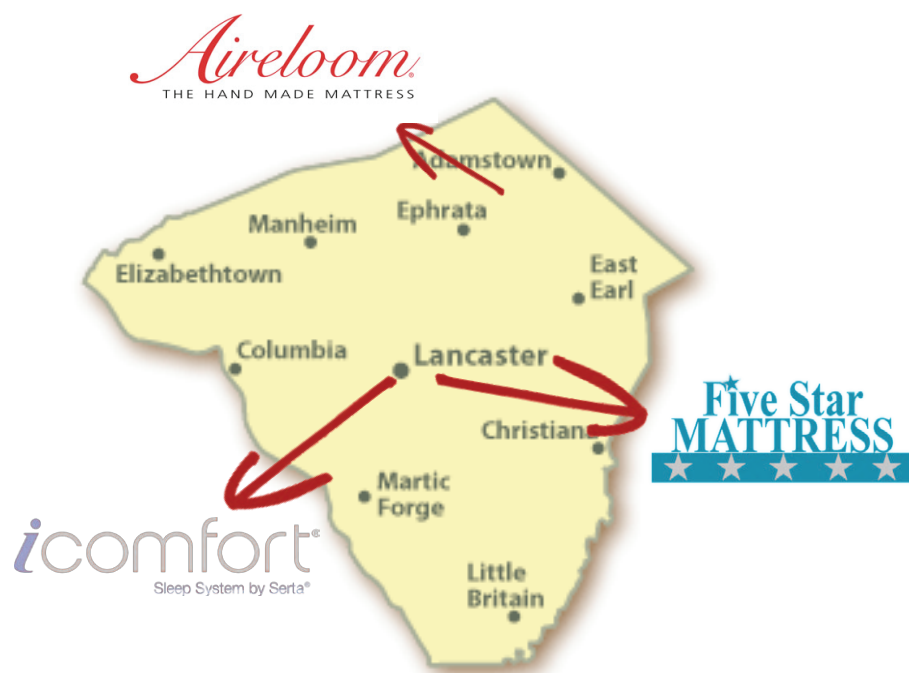 Aireloom®
THE HAND MADE MATTRESS
Adamstown
Ephrata
Manheim
Elizabethtown
East
Earl
Columbia
Lancaster
Five Star
MATTRESS
Christiana
Martic
Forge
icomfort®
Sleep System by Serta®
Little
Britain